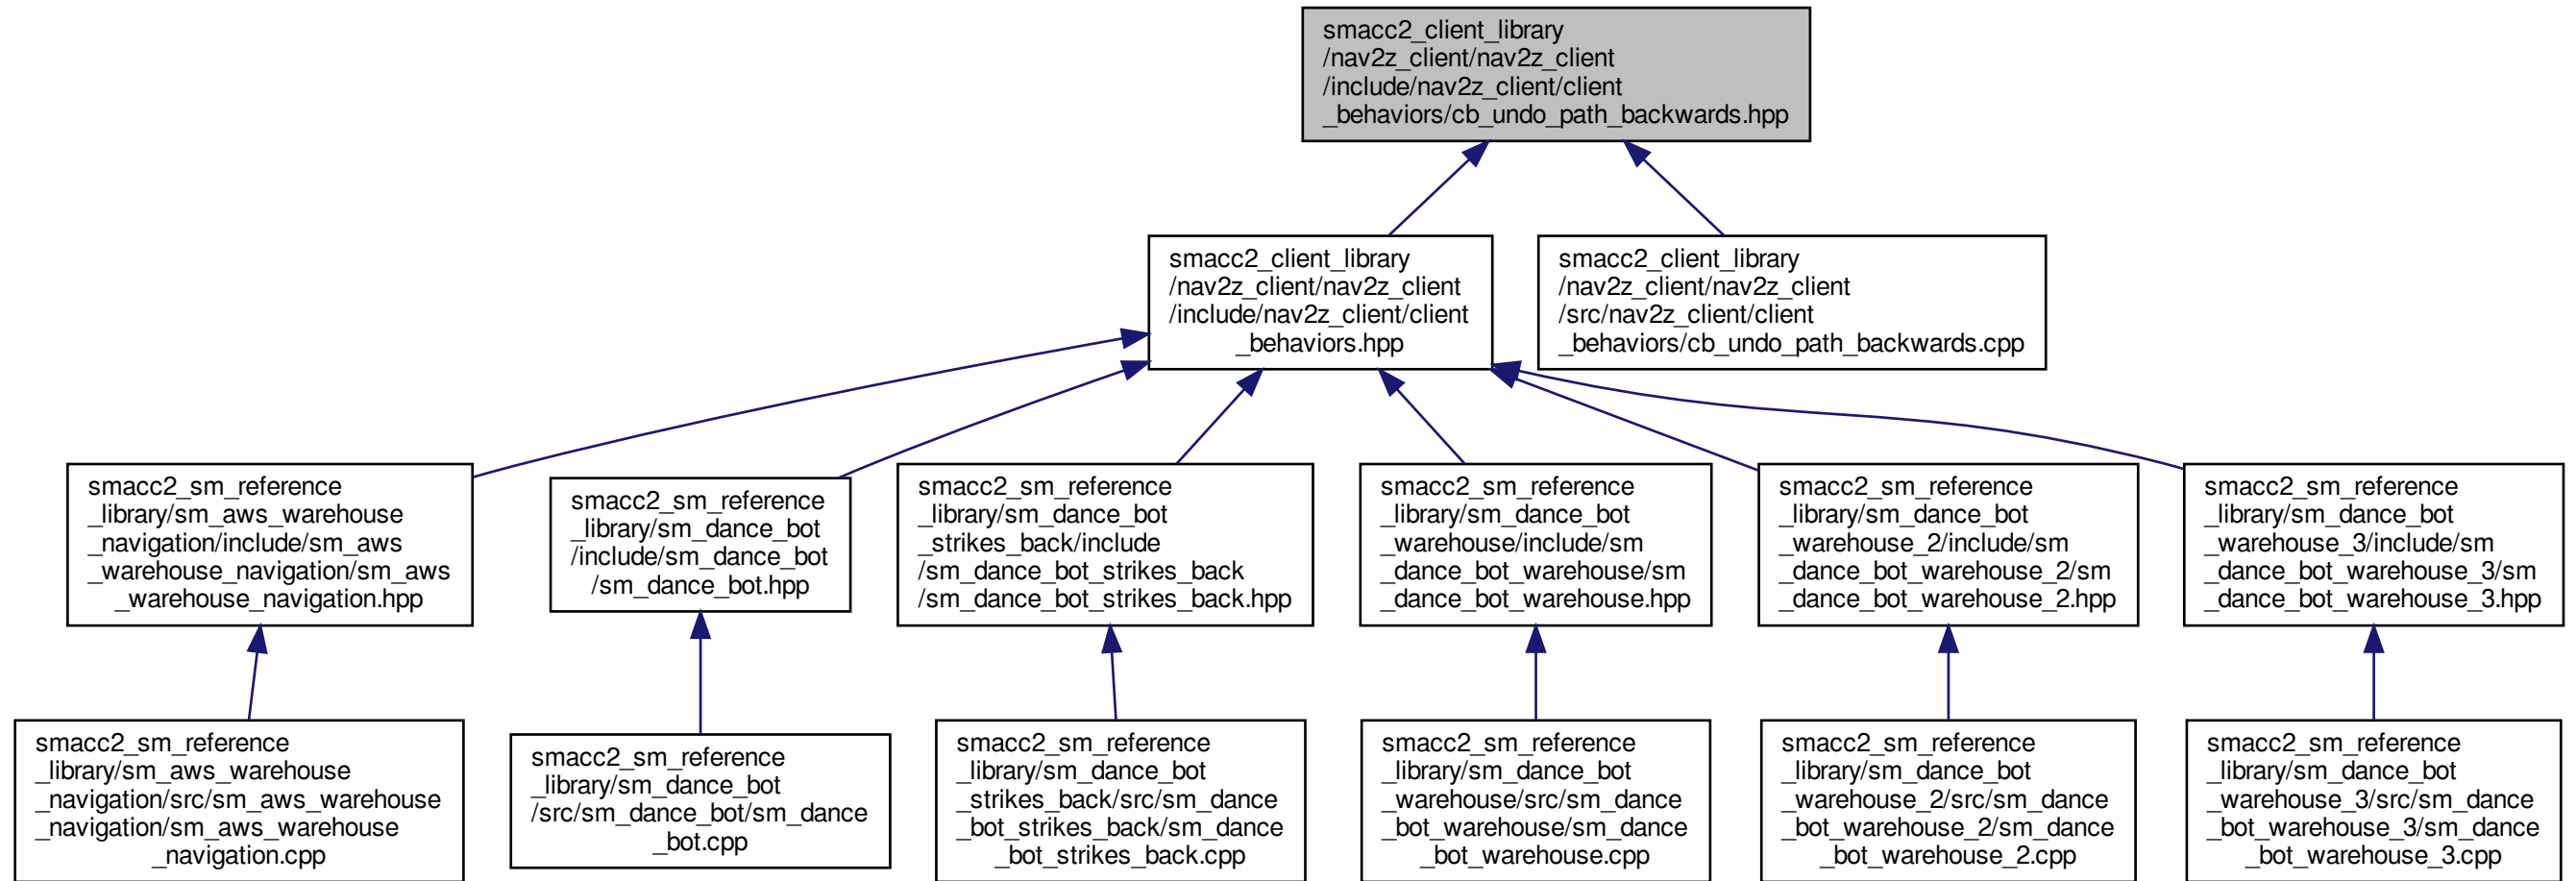 smacc2_client_library
/nav2z_client/nav2z_client
/include/nav2z_client/client
_behaviors/cb_undo_path_backwards.hpp
smacc2_client_library
/nav2z_client/nav2z_client
/include/nav2z_client/client
_behaviors.hpp
smacc2_client_library
/nav2z_client/nav2z_client
/src/nav2z_client/client
_behaviors/cb_undo_path_backwards.cpp
smacc2_sm_reference
_library/sm_aws_warehouse
_navigation/include/sm_aws
_warehouse_navigation/sm_aws
_warehouse_navigation.hpp
smacc2_sm_reference
_library/sm_dance_bot
/include/sm_dance_bot
/sm_dance_bot.hpp
smacc2_sm_reference
_library/sm_dance_bot
_strikes_back/include
/sm_dance_bot_strikes_back
/sm_dance_bot_strikes_back.hpp
smacc2_sm_reference
_library/sm_dance_bot
_warehouse/include/sm
_dance_bot_warehouse/sm
_dance_bot_warehouse.hpp
smacc2_sm_reference
_library/sm_dance_bot
_warehouse_2/include/sm
_dance_bot_warehouse_2/sm
_dance_bot_warehouse_2.hpp
smacc2_sm_reference
_library/sm_dance_bot
_warehouse_3/include/sm
_dance_bot_warehouse_3/sm
_dance_bot_warehouse_3.hpp
smacc2_sm_reference
_library/sm_aws_warehouse
_navigation/src/sm_aws_warehouse
_navigation/sm_aws_warehouse
_navigation.cpp
smacc2_sm_reference
_library/sm_dance_bot
/src/sm_dance_bot/sm_dance
_bot.cpp
smacc2_sm_reference
_library/sm_dance_bot
_strikes_back/src/sm_dance
_bot_strikes_back/sm_dance
_bot_strikes_back.cpp
smacc2_sm_reference
_library/sm_dance_bot
_warehouse/src/sm_dance
_bot_warehouse/sm_dance
_bot_warehouse.cpp
smacc2_sm_reference
_library/sm_dance_bot
_warehouse_2/src/sm_dance
_bot_warehouse_2/sm_dance
_bot_warehouse_2.cpp
smacc2_sm_reference
_library/sm_dance_bot
_warehouse_3/src/sm_dance
_bot_warehouse_3/sm_dance
_bot_warehouse_3.cpp